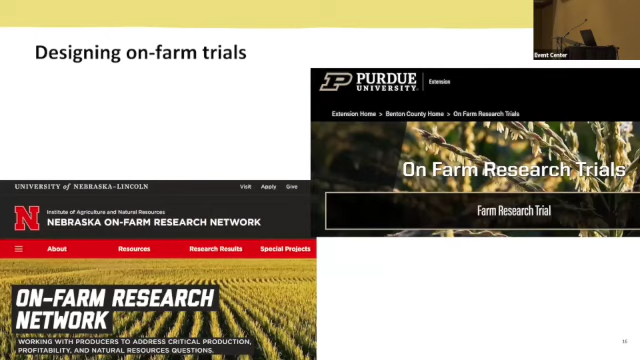 Designing on-farm trials
Event Center
PURDUE UNIVERSITY | Extension
Extension Home > Benton County Home > On Farm Research Trials
On Farm Research Trials
Farm Research Trial
UNIVERSITY of NEBRASKA–LINCOLN
Visit Apply Give
N
Institute of Agriculture and Natural Resources
NEBRASKA ON-FARM RESEARCH NETWORK
About Resources Research Results Special Projects
ON-FARM RESEARCH
NETWORK
WORKING WITH PRODUCERS TO ADDRESS CRITICAL PRODUCTION,
PROFITABILITY, AND NATURAL RESOURCES QUESTIONS.